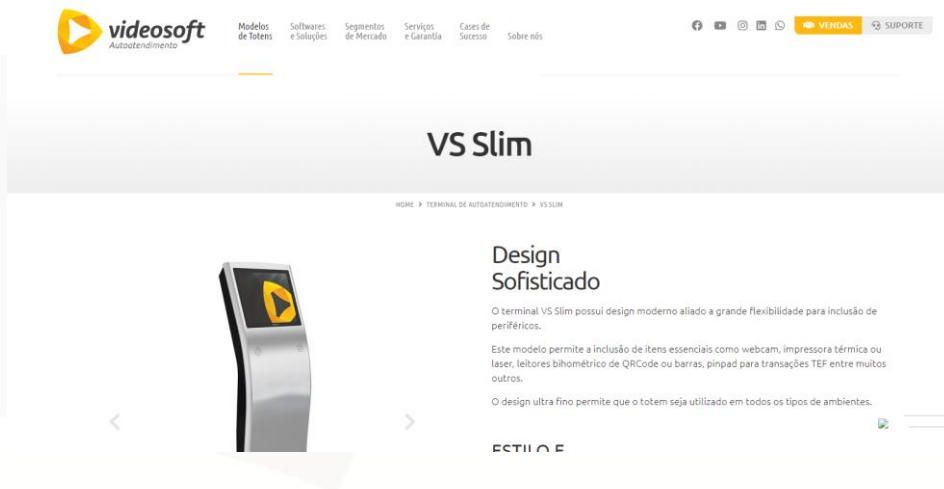 videosoft
Autoatendimento
Modelos
de Totens
Softwares
e Soluções
Segmentos
de Mercado
Serviços
e Garantia
Cases de
Sucesso
Sobre nós
VENDAS
SUPORTE
VS Slim
HOME > TERMINAL DE AUTOATENDIMENTO > VS SLIM
Design
Sofisticado
O terminal VS Slim possui design moderno aliado a grande flexibilidade para inclusão de
periféricos.
Este modelo permite a inclusão de itens essenciais como webcam, impressora térmica ou
laser, leitores bihométrico de QRCode ou barras, pinpad para transações TEF entre muitos
outros.
O design ultra fino permite que o totem seja utilizado em todos os tipos de ambientes.
ESTILO E